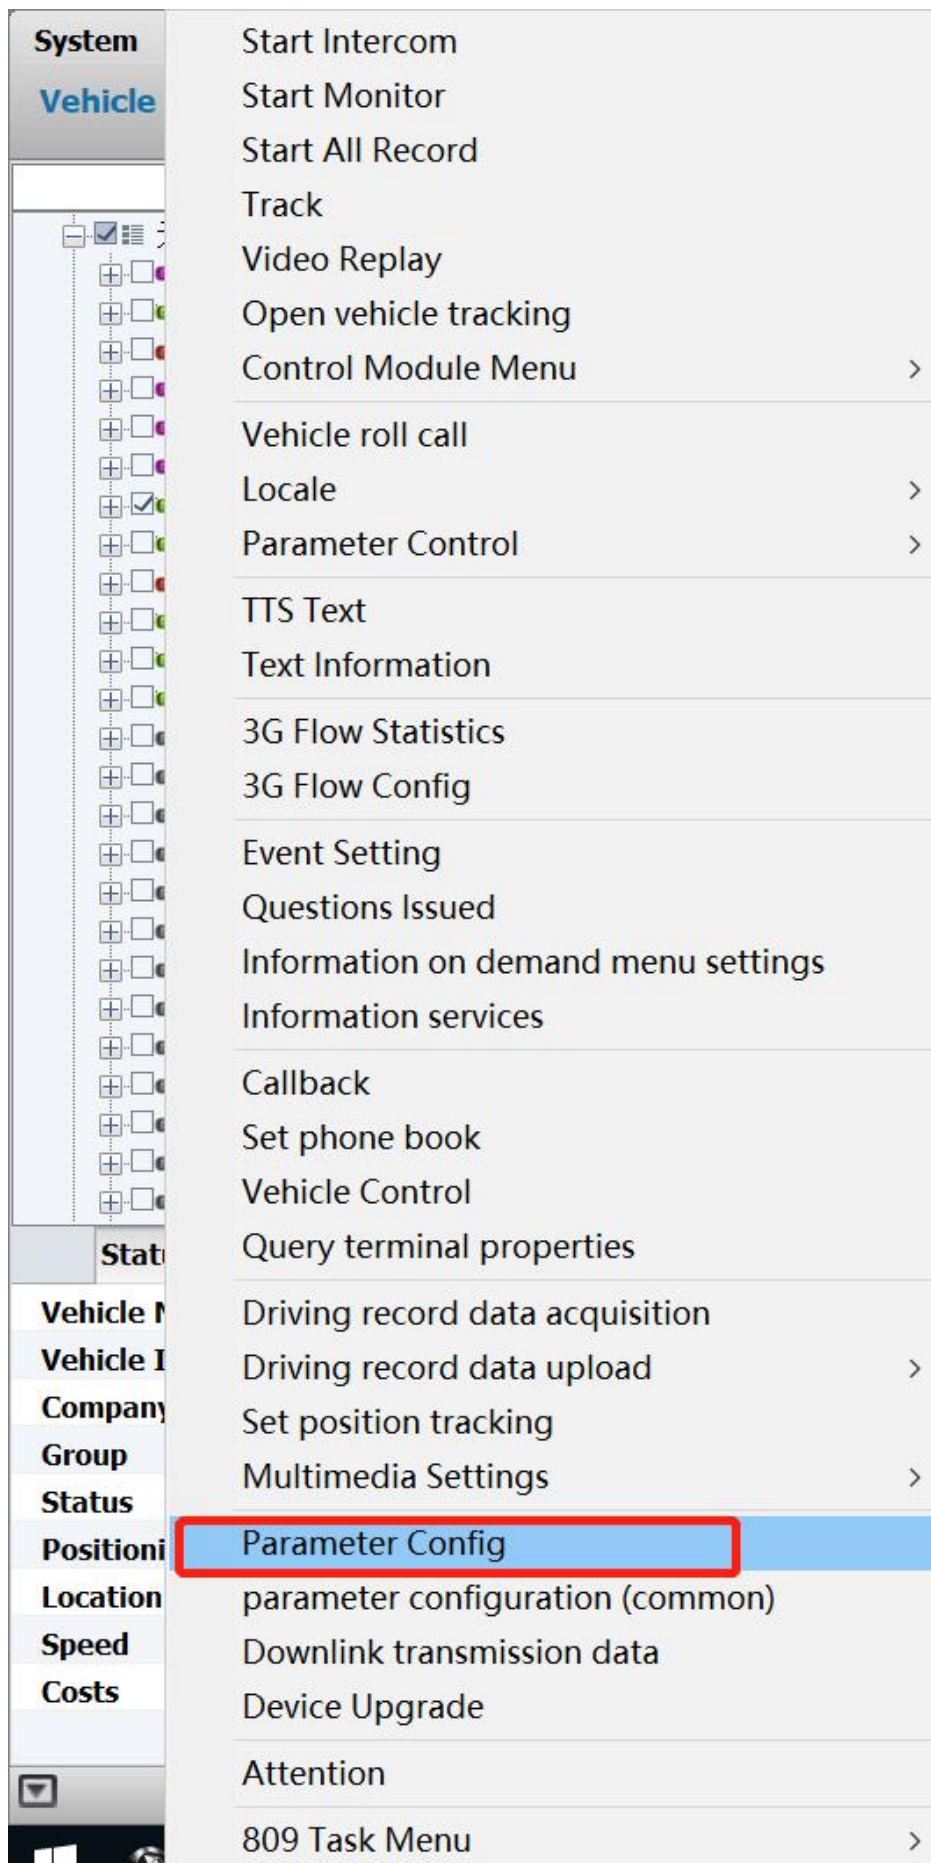 System
Vehicle
Start Intercom
Start Monitor
Start All Record
Track
Video Replay
Open vehicle tracking
Control Module Menu
Vehicle roll call
Locale
Parameter Control
TTS Text
Text Information
3G Flow Statistics
3G Flow Config
Event Setting
Questions Issued
Information on demand menu settings
Information services
Callback
Set phone book
Vehicle Control
Query terminal properties
Driving record data acquisition
Driving record data upload
Set position tracking
Multimedia Settings
Parameter Config
parameter configuration (common)
Downlink transmission data
Device Upgrade
Attention
809 Task Menu
Vehicle
Vehicle
Company
Group
Status
Location
Speed
Costs